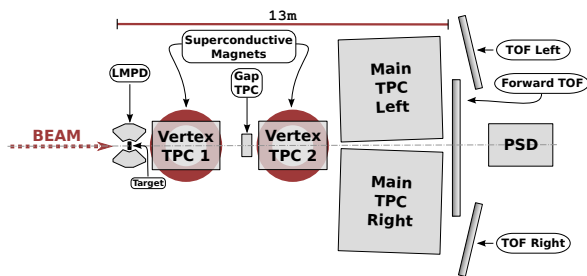 13m
Superconductive
Magnets
TOF Left
LMPD
Gap
TPC
Main
TPC
Left
Forward TOF
BEAM
Vertex
TPC 1
Vertex
TPC 2
PSD
Target
Main
TPC
Right
TOF Right